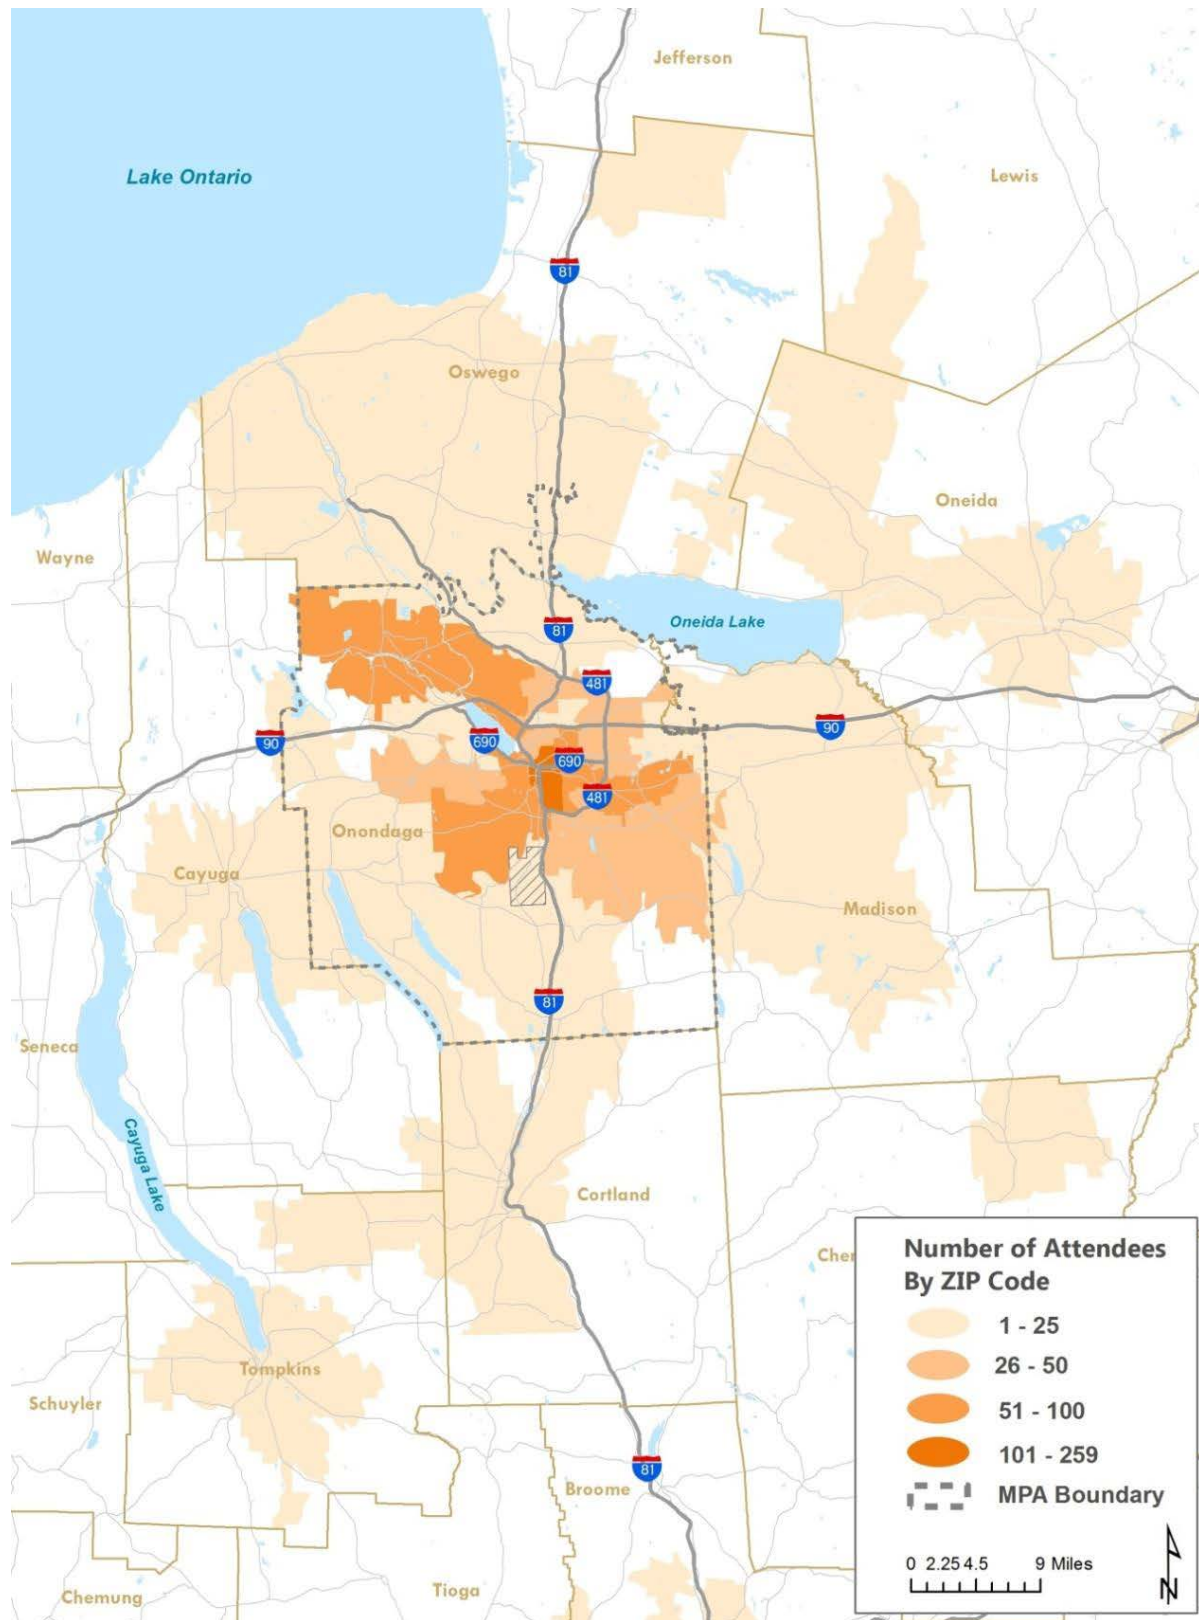 Jefferson
Lake Ontario
Lewis
81
Oswego
Oneida
Wayne
Oneida Lake
81
481
90
690
90
690
481
Onondaga
Cayuga
Madison
81
Seneca
Cayuga Lake
Cortland
Cher
Tompkins
Schuyler
81
Broome
Tioga
Chemung
Number of Attendees
By ZIP Code
1 - 25
26 - 50
51 - 100
101 - 259
MPA Boundary
0 2.25 4.5 9 Miles
N